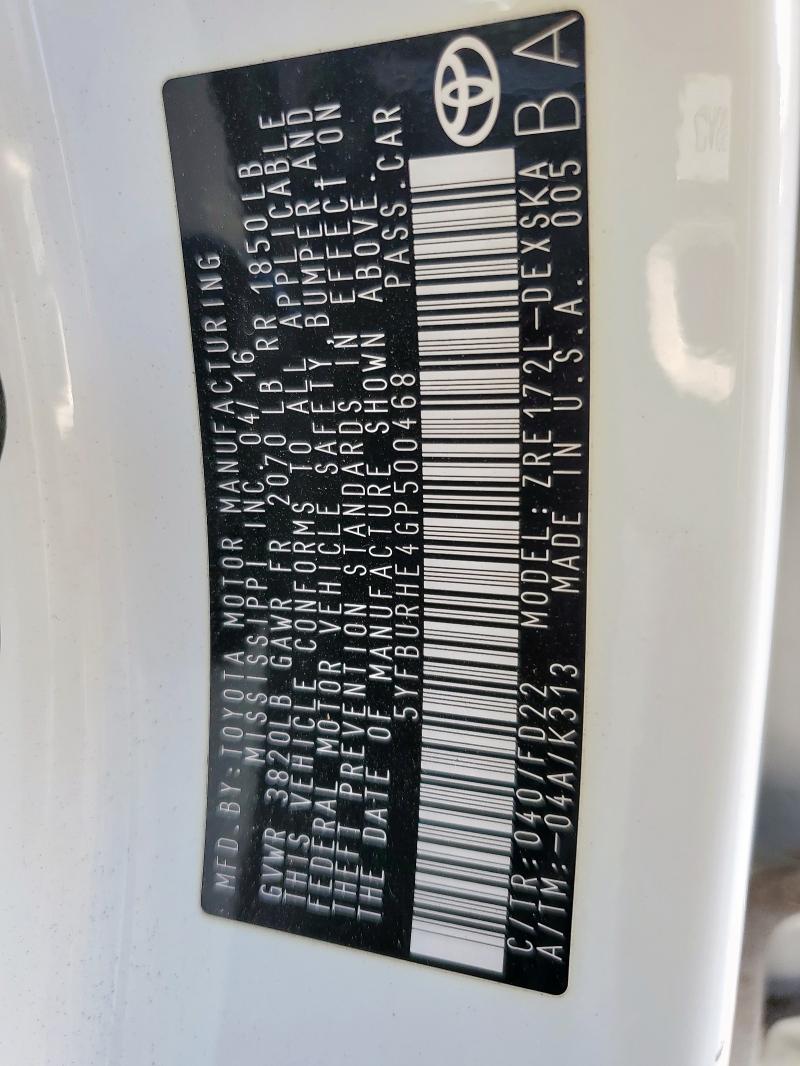 MFD.BY:TOYOTA MOTOR MANUFACTURING
MISSISSIPPI INC. 04/16
GVWR 3820LB GAWR FR 2070 LB RR 1850LB
THIS VEHICLE CONFORMS TO ALL APPLICABLE
FEDERAL MOTOR VEHICLE SAFETY, BUMPER, AND
THEFT PREVENTION STANDARDS IN EFFECT ON
THE DATE OF MANUFACTURE SHOWN ABOVE.
5YFBURHE4GP500468 PASS.CAR
C/TR:040/FD22 MODEL: ZRE172L-DEXSKA
A/TM:-04A/K313 MADE IN U.S.A. 005 BA